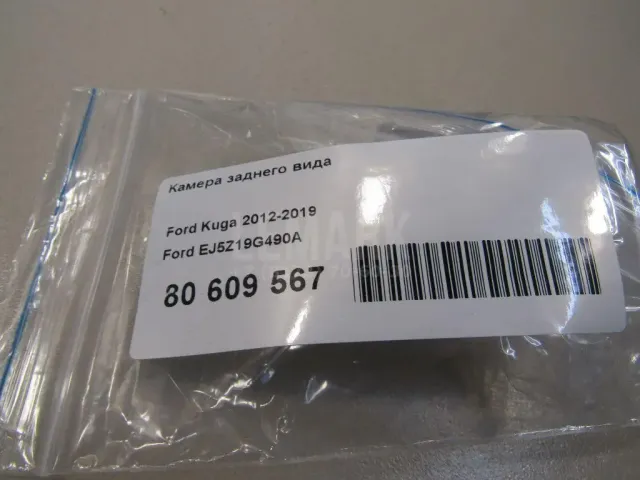 Камера заднего вида
Ford Kuga 2012-2019
Ford EJ5Z19G490A
80 609 567